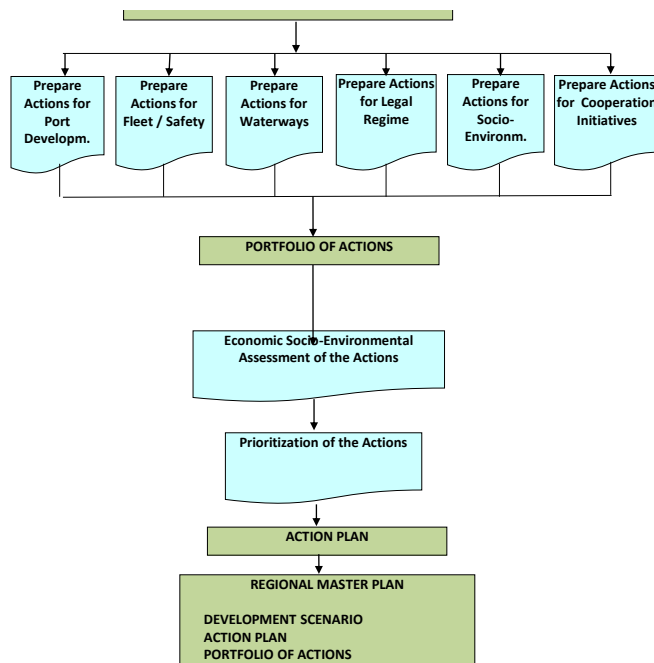 Prepare
Actions for
Port
Developm.
Prepare
Actions for
Fleet / Safety
Prepare
Actions for
Waterways
Prepare Actions
for Legal
Regime
Prepare
Actions for
Socio-
Environm.
Prepare Actions
for Cooperation
Initiatives
PORTFOLIO OF ACTIONS
Economic Socio-Environmental
Assessment of the Actions
Prioritization of the Actions
ACTION PLAN
REGIONAL MASTER PLAN
DEVELOPMENT SCENARIO
ACTION PLAN
PORTFOLIO OF ACTIONS